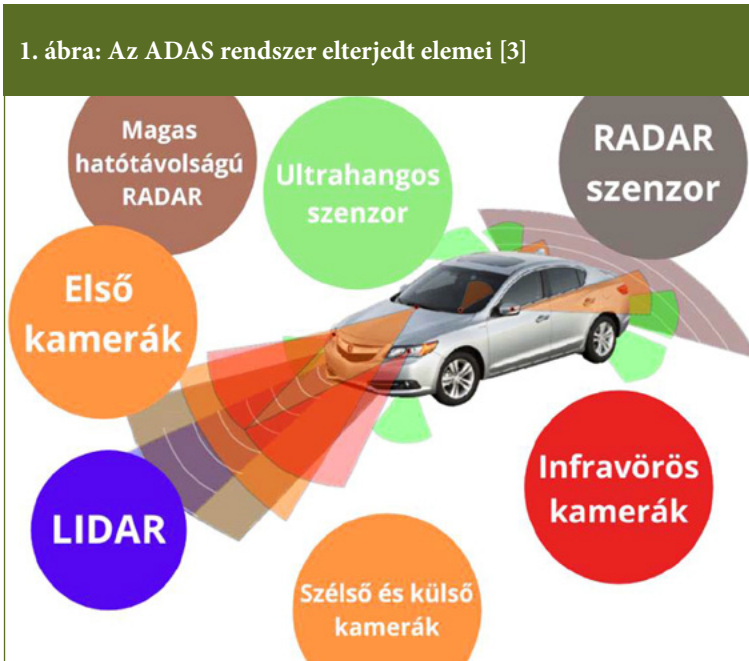 1. ábra: Az ADAS rendszer elterjedt elemei [3]
Magas
hatótávolságú
RADAR
Ultrahangos
szenzor
RADAR
szenzor
Első
kamerák
LIDAR
Infravörös
kamerák
Szélső és külső
kamerák